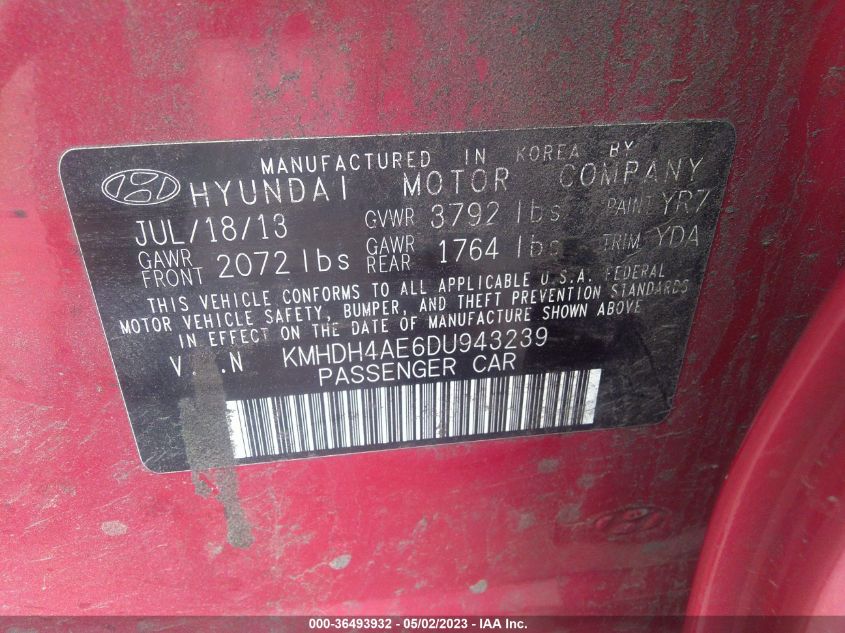 MANUFACTURED IN KOREA BY
HYUNDAI MOTOR COMPANY
JUL/18/13 GVWR 3792 lbs PAINT YR7
GAWR FRONT 2072 lbs GAWR REAR 1764 lbs TRIM YDA
THIS VEHICLE CONFORMS TO ALL APPLICABLE U.S.A. FEDERAL
MOTOR VEHICLE SAFETY, BUMPER, AND THEFT PREVENTION STANDARDS
IN EFFECT ON THE DATE OF MANUFACTURE SHOWN ABOVE
V.I.N KMHDH4AE6DU943239
PASSENGER CAR
000-36493932 - 05/02/2023 - IAA Inc.